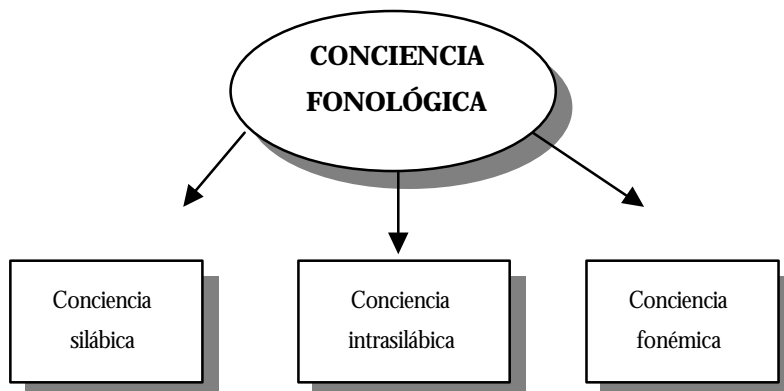 CONCIENCIA
FONOLÓGICA
Conciencia
silábica
Conciencia
intrasilábica
Conciencia
fonémica